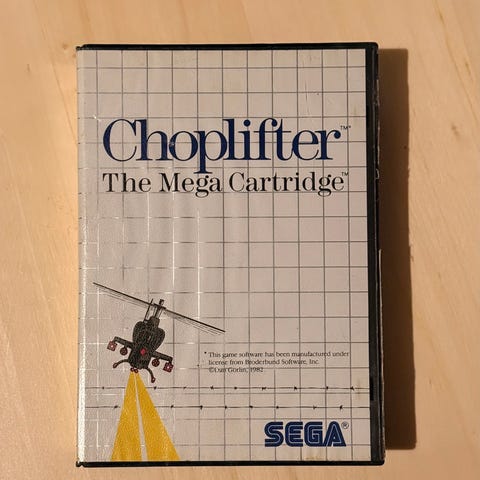 Choplifter™
The Mega Cartridge™
* This game software has been manufactured under
license from Broderbund Software, Inc.
©Dan Gorlin, 1982
SEGA®